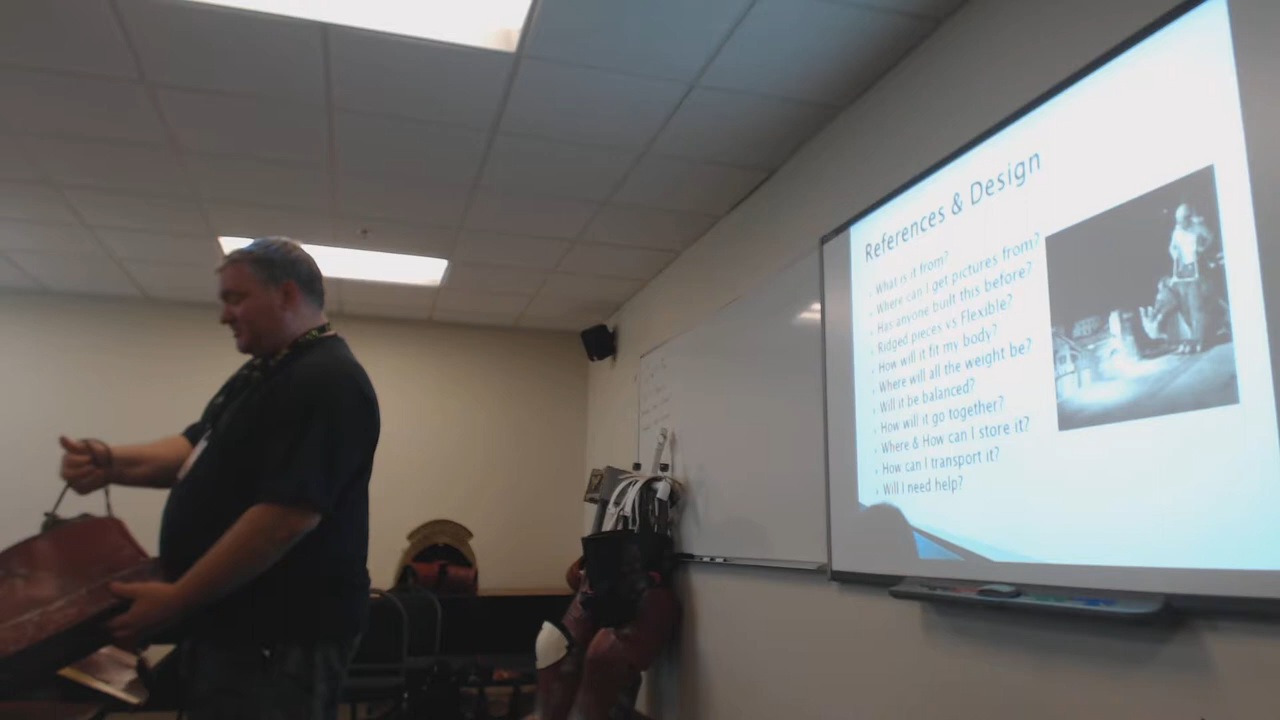 References & Design
What is it from?
Where can I get pictures from?
Has anyone built this before?
Ridged pieces vs Flexible?
How will it fit my body?
Where will all the weight be?
Will it be balanced?
How will it go together?
Where & How can I store it?
How can I transport it?
Will I need help?